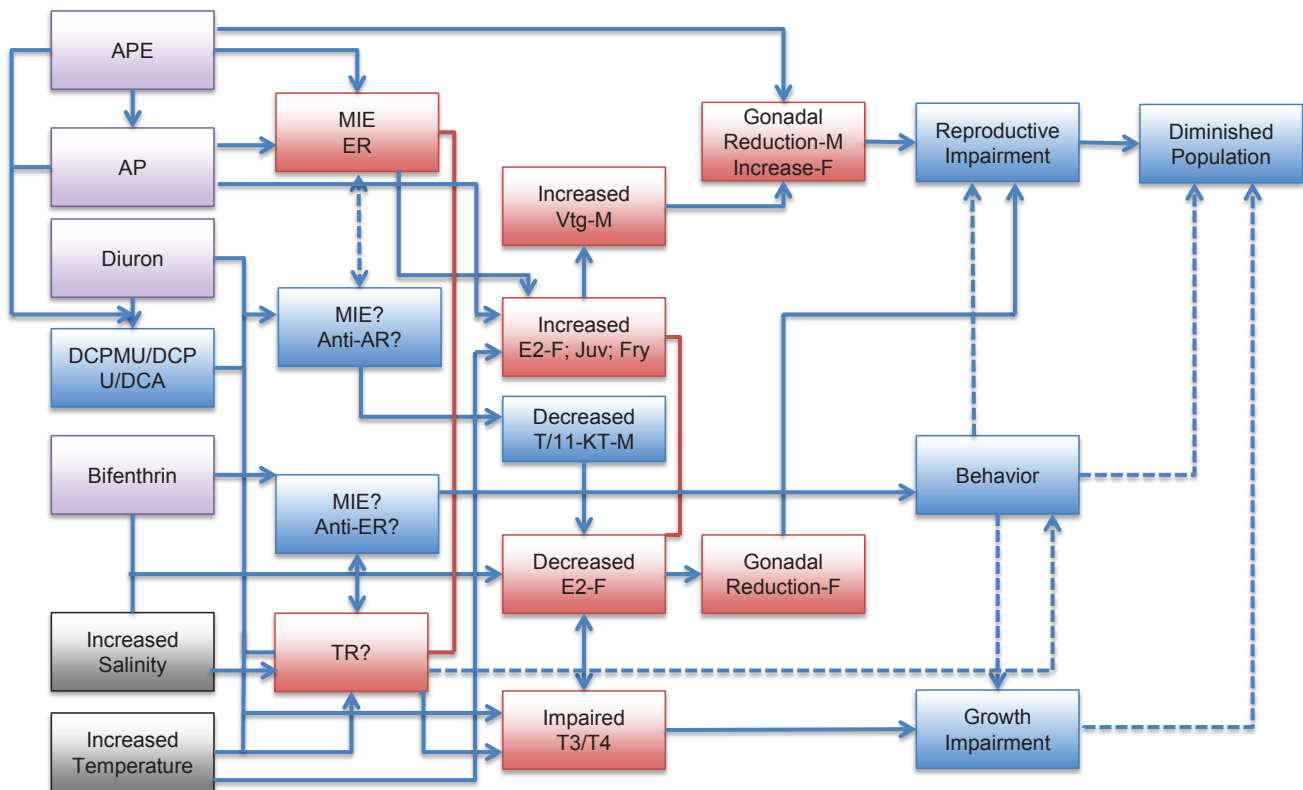 APE
AP
Diuron
DCPMU/DCP
U/DCA
Bifenthrin
Increased
Salinity
Increased
Temperature
MIE
ER
MIE?
Anti-AR?
MIE?
Anti-ER?
TR?
Increased
Vtg-M
Increased
E2-F; Juv; Fry
Decreased
T/11-KT-M
Decreased
E2-F
Impaired
T3/T4
Gonadal
Reduction-M
Increase-F
Gonadal
Reduction-F
Reproductive
Impairment
Behavior
Growth
Impairment
Diminished
Population